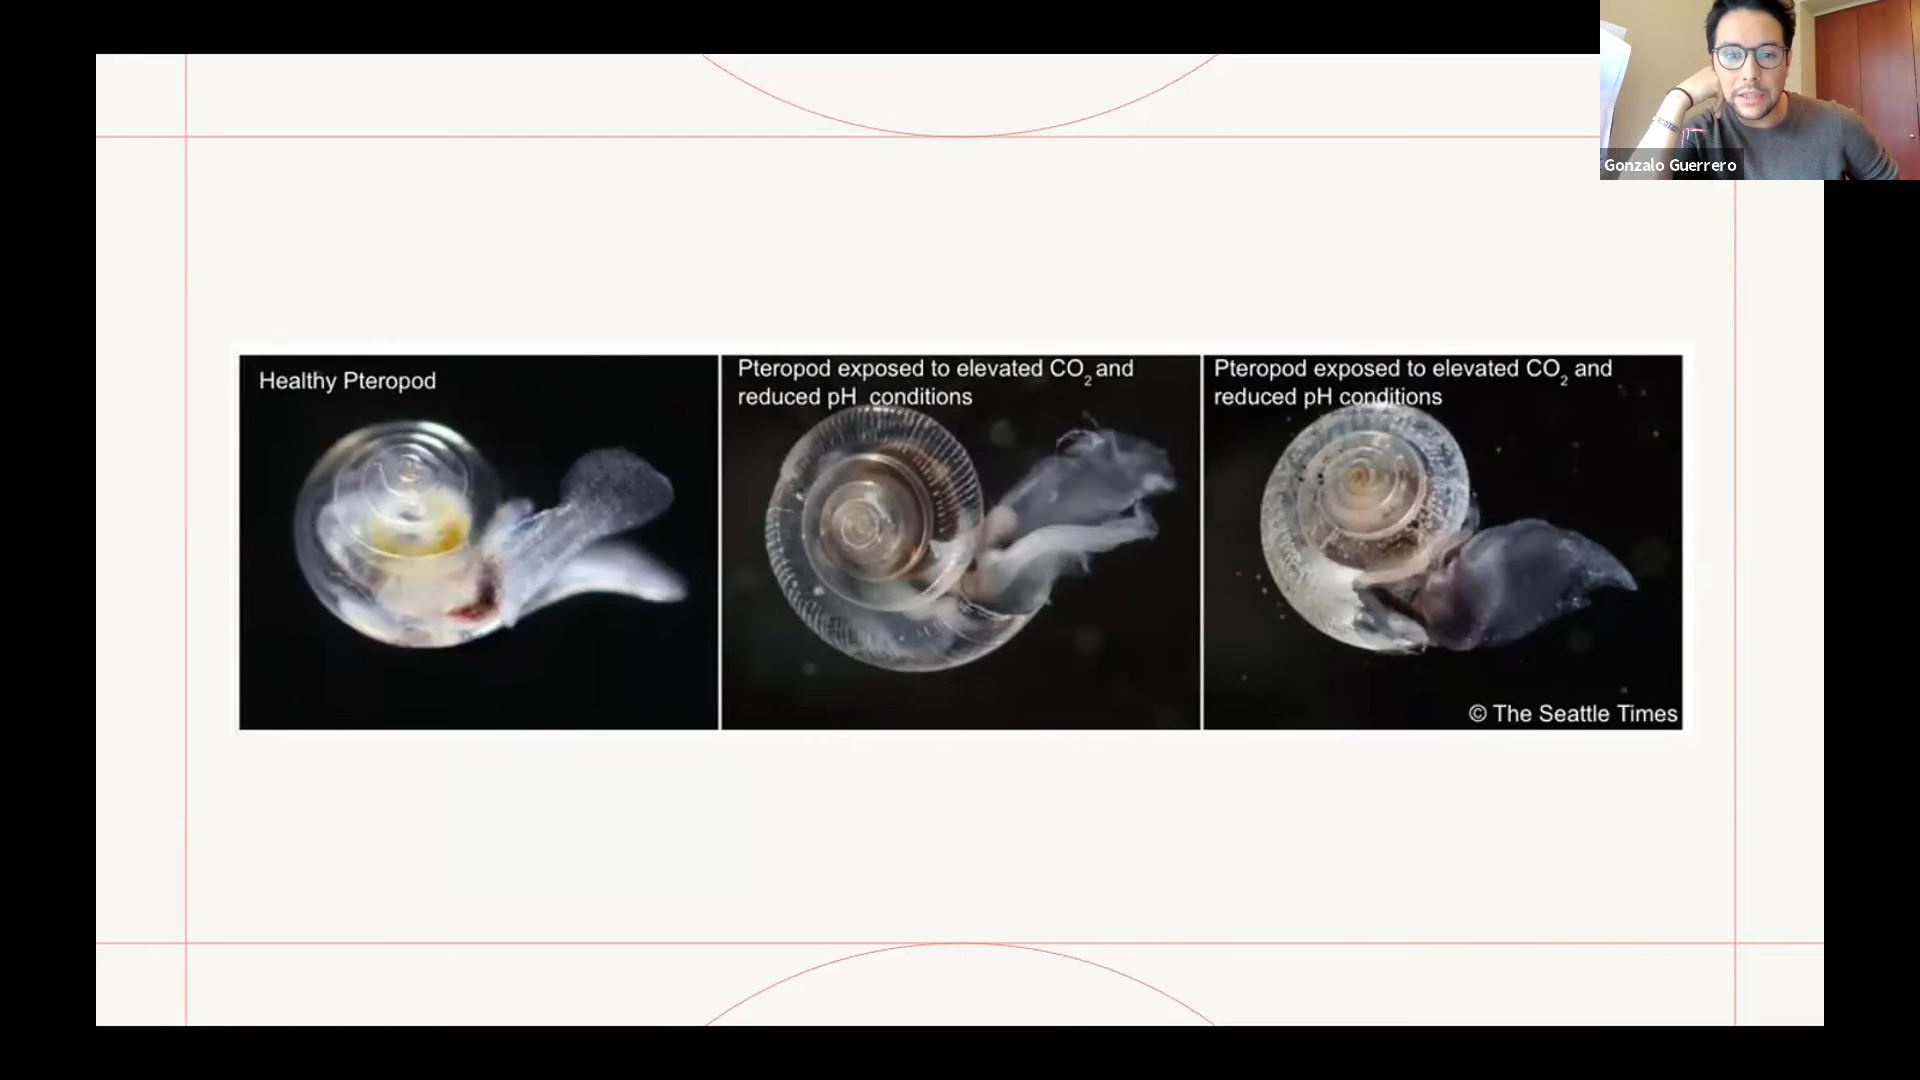 Gonzalo Guerrero
Healthy Pteropod
Pteropod exposed to elevated CO2 and
reduced pH conditions
Pteropod exposed to elevated CO2 and
reduced pH conditions
© The Seattle Times